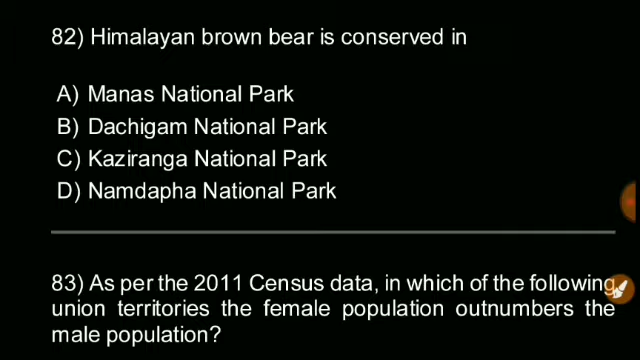 82) Himalayan brown bear is conserved in
A) Manas National Park
B) Dachigam National Park
C) Kaziranga National Park
D) Namdapha National Park
83) As per the 2011 Census data, in which of the following
union territories the female population outnumbers the
male population?